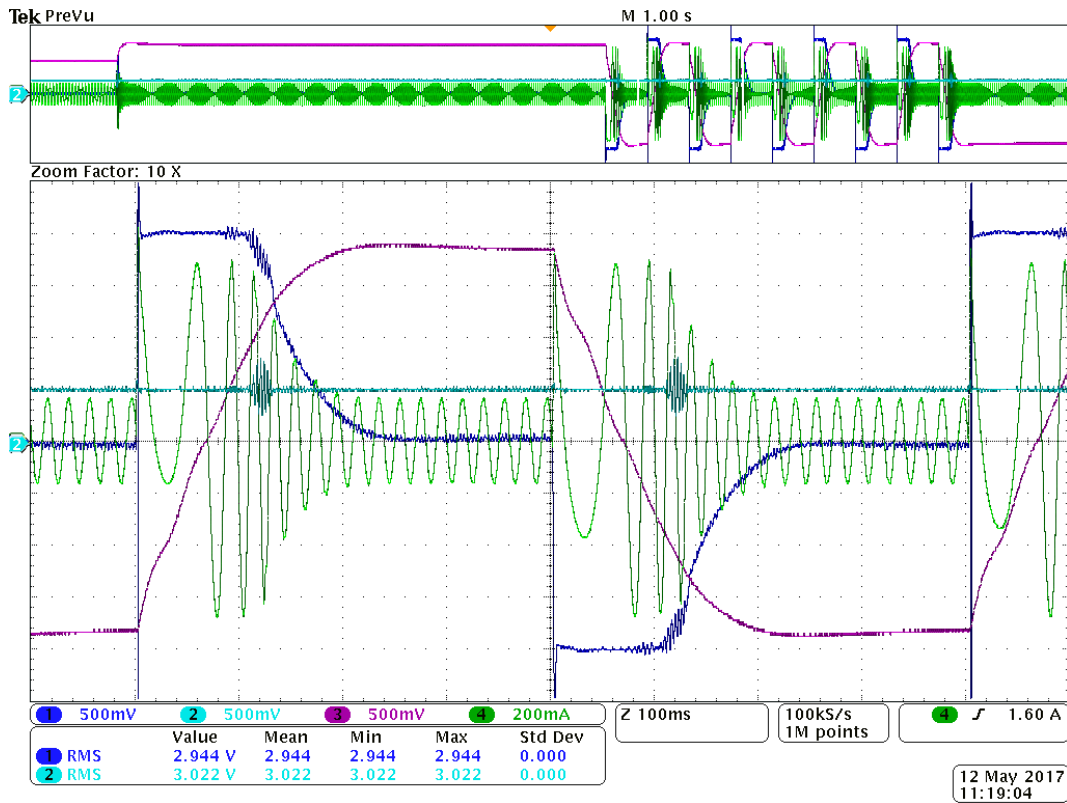 Tek PreVu M 1.00 s
2
Zoom Factor: 10 X
2
1 500mV 2 500mV 3 500mV 4 200mA
Z 100ms
100kS/s
1M points
4 1.60 A
Value Mean Min Max Std Dev
1 RMS 2.944 V 2.944 2.944 2.944 0.000
2 RMS 3.022 V 3.022 3.022 3.022 0.000
12 May 2017
11:19:04